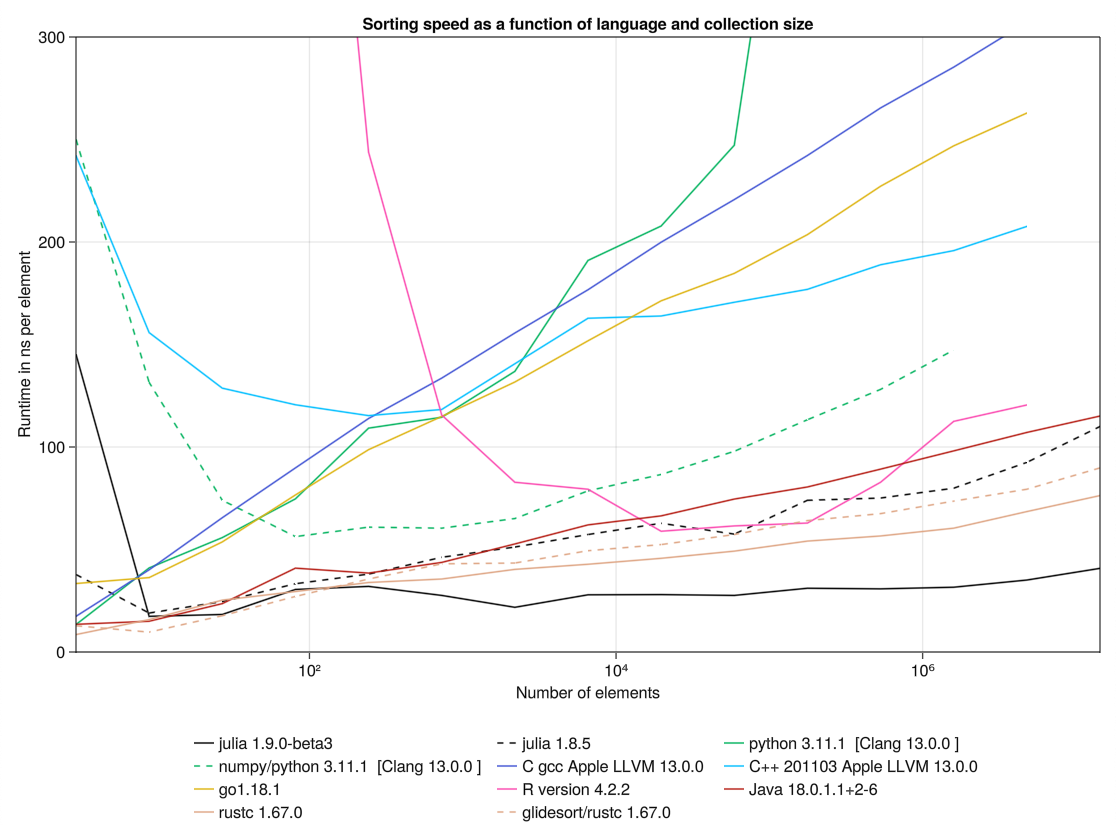 Sorting speed as a function of language and collection size
300
200
100
0
Runtime in ns per element
10² 10⁴ 10⁶
Number of elements
julia 1.9.0-beta3 julia 1.8.5 python 3.11.1  [Clang 13.0.0 ]
numpy/python 3.11.1  [Clang 13.0.0 ] C gcc Apple LLVM 13.0.0 C++ 201103 Apple LLVM 13.0.0
go1.18.1 R version 4.2.2 Java 18.0.1.1+2-6
rustc 1.67.0 glidesort/rustc 1.67.0